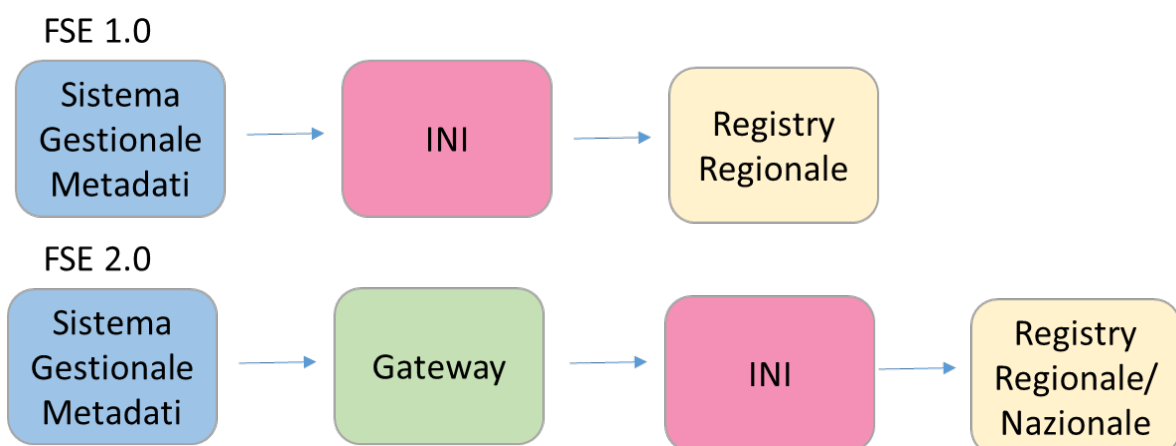 FSE 1.0
Sistema
Gestionale
Metadati
INI
Registry
Regionale
FSE 2.0
Sistema
Gestionale
Metadati
Gateway
INI
Registry
Regionale/
Nazionale